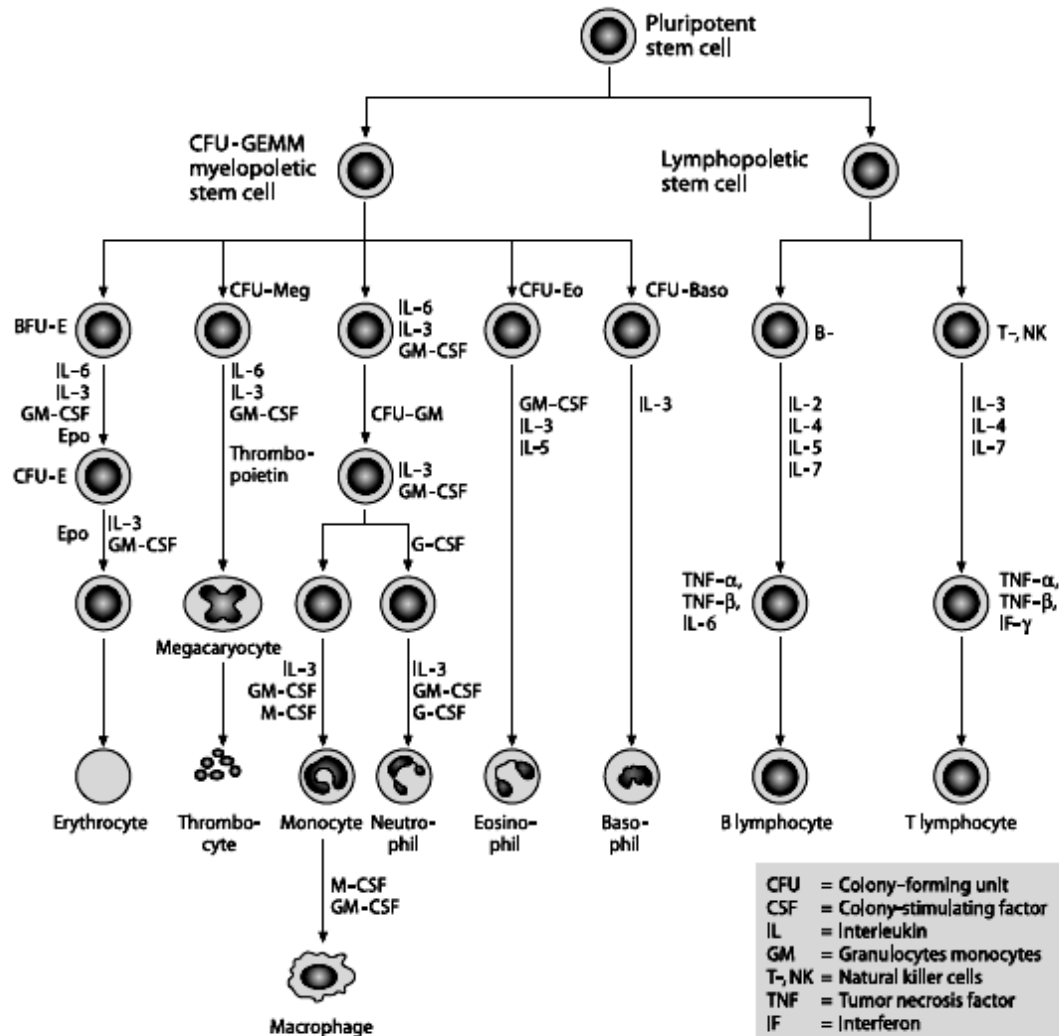 Pluripotent
stem cell
CFU-GEMM
myelopoletic
stem cell
Lymphopoletic
stem cell
CFU-Meg
CFU-Eo
CFU-Baso
BFU-E
IL-6
IL-3
GM-CSF
B-
T-, NK
IL-6
IL-3
GM-CSF
Epo
IL-6
IL-3
GM-CSF
Thrombo-
poietin
CFU-GM
GM-CSF
IL-3
IL-5
IL-3
IL-2
IL-4
IL-5
IL-7
IL-3
IL-4
IL-7
CFU-E
IL-3
GM-CSF
Epo
IL-3
GM-CSF
G-CSF
TNF-α,
TNF-β,
IL-6
TNF-α,
TNF-β,
IF-γ
Megacaryocyte
IL-3
GM-CSF
M-CSF
IL-3
GM-CSF
G-CSF
Erythrocyte
Thrombo-
cyte
Monocyte
Neutro-
phil
Eosino-
phil
Baso-
phil
B lymphocyte
T lymphocyte
M-CSF
GM-CSF
Macrophage
CFU = Colony-forming unit
CSF = Colony-stimulating factor
IL = Interleukin
GM = Granulocytes monocytes
T-, NK = Natural killer cells
TNF = Tumor necrosis factor
IF = Interferon